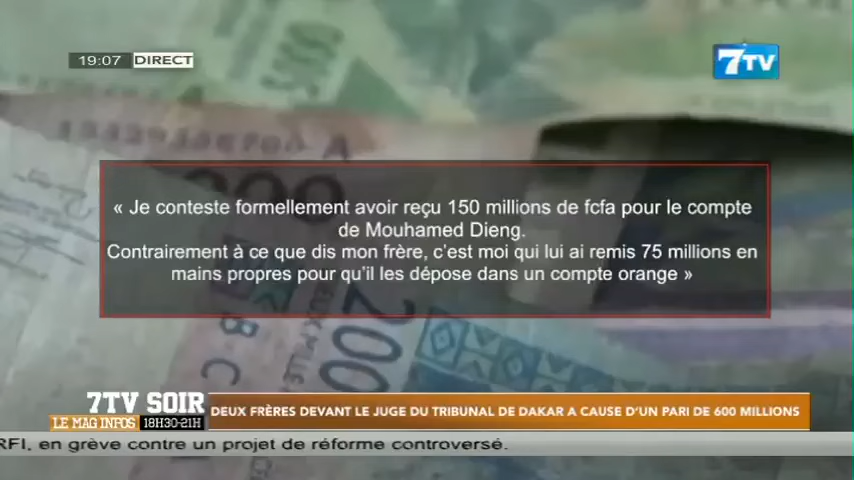 19:07 DIRECT
7TV
« Je conteste formellement avoir reçu 150 millions de fcfa pour le compte
de Mouhamed Dieng.
Contrairement à ce que dis mon frère, c’est moi qui lui ai remis 75 millions en
mains propres pour qu’il les dépose dans un compte orange »
200
DEUX MILLE
B C
7TV SOIR
LE MAG INFOS 18H30-21H
DEUX FRÈRES DEVANT LE JUGE DU TRIBUNAL DE DAKAR A CAUSE D’UN PARI DE 600 MILLIONS
RFI, en grève contre un projet de réforme controversé.